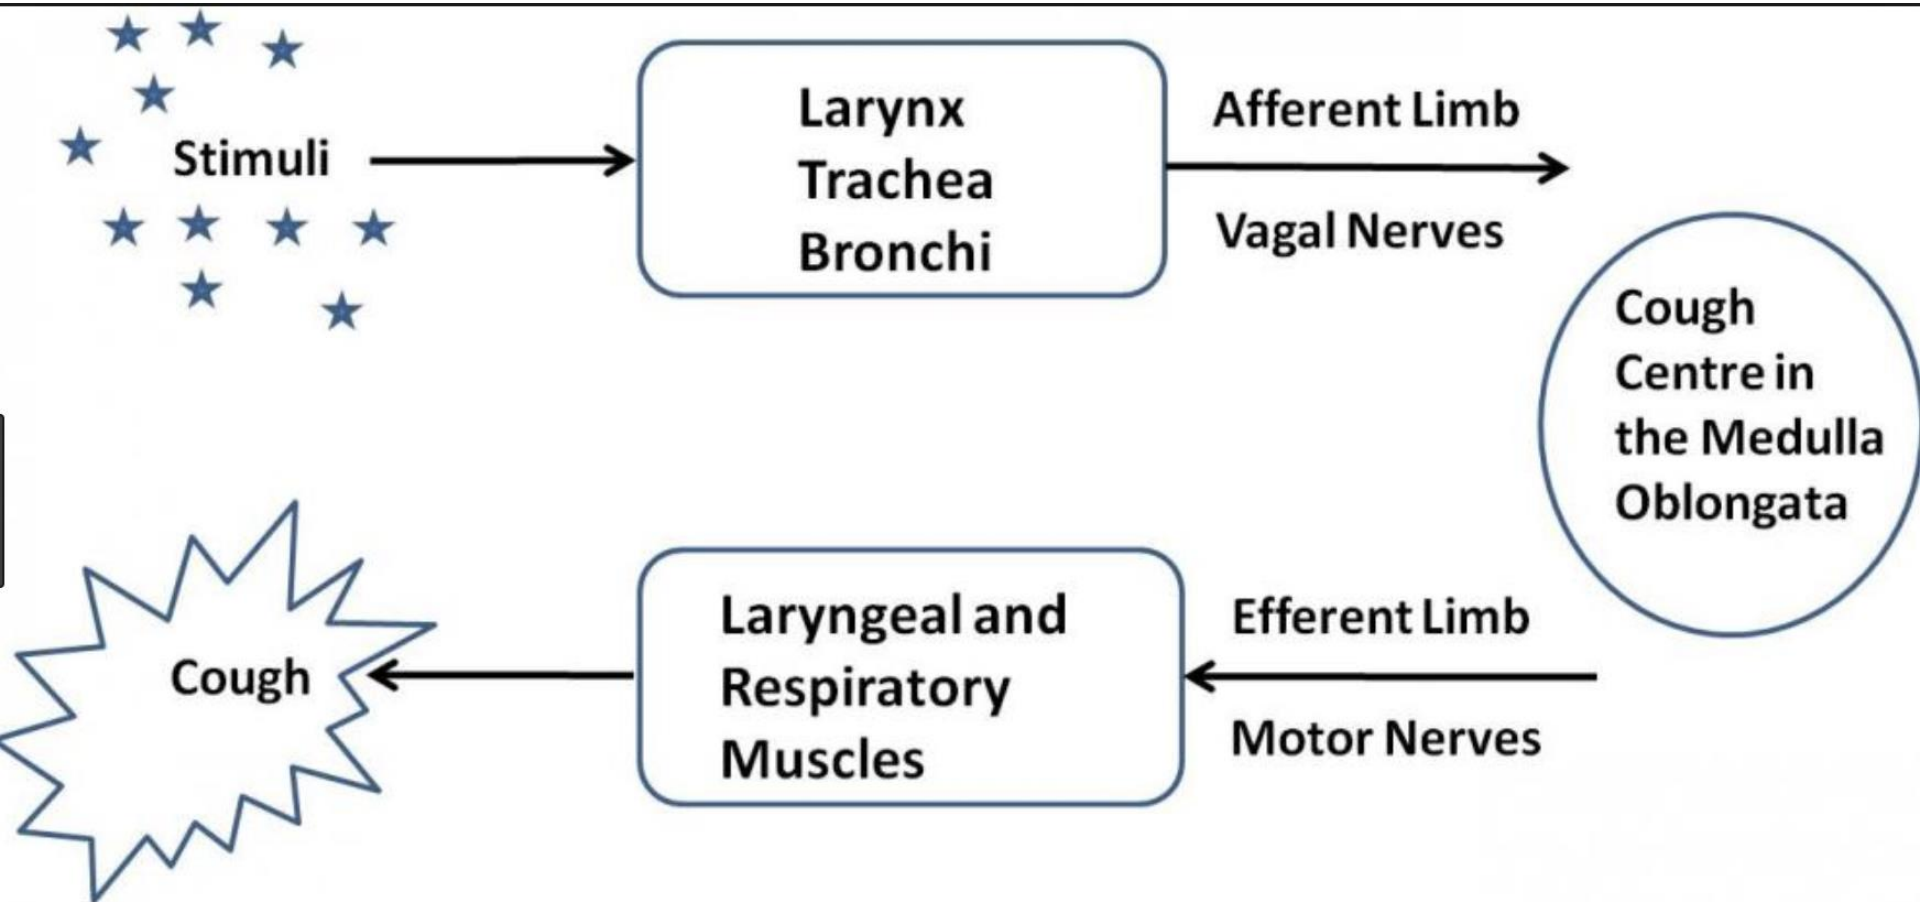 Stimuli
Larynx
Trachea
Bronchi
Afferent Limb
Vagal Nerves
Cough
Centre in
the Medulla
Oblongata
Efferent Limb
Motor Nerves
Laryngeal and
Respiratory
Muscles
Cough